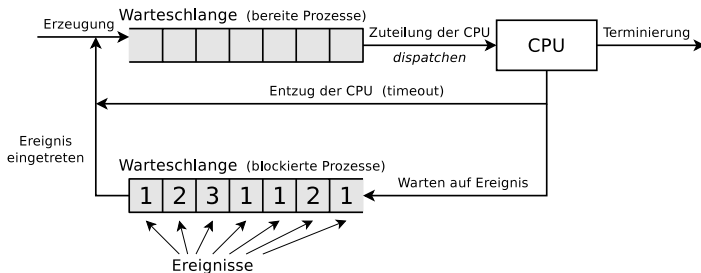 Erzeugung
Warteschlange (bereite Prozesse)
Zuteilung der CPU
dispatchen
CPU
Terminierung
Entzug der CPU (timeout)
Ereignis
eingetreten
Warteschlange (blockierte Prozesse)
1 2 3 1 1 2 1
Warten auf Ereignis
Ereignisse